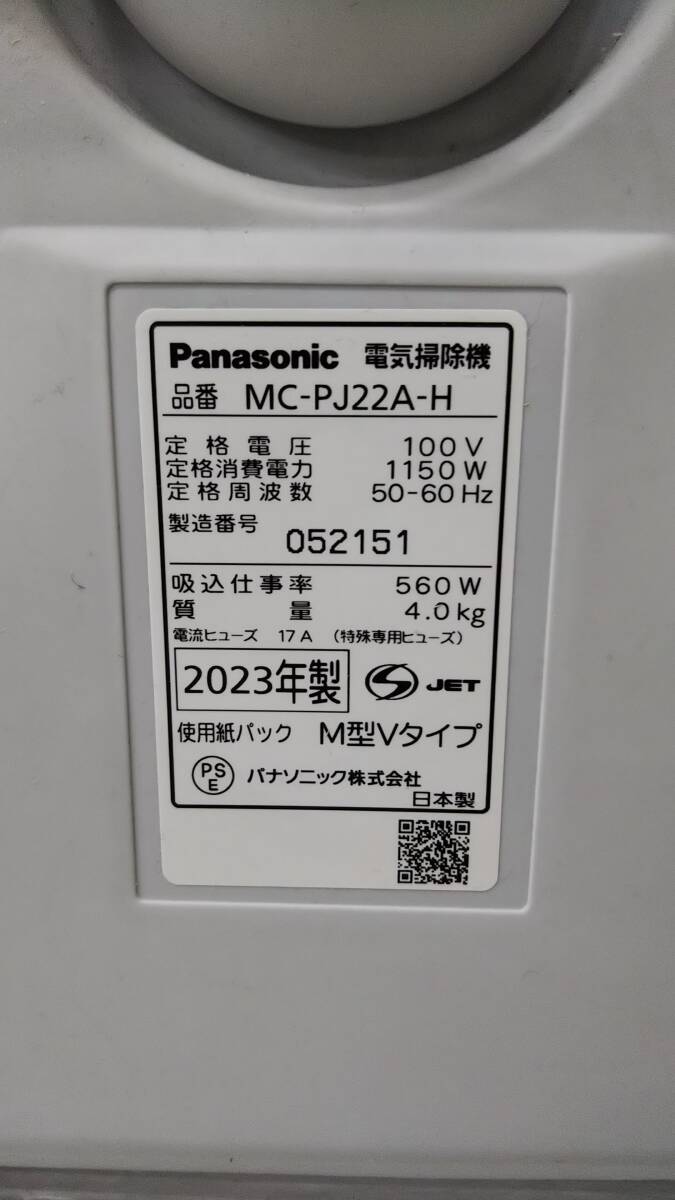 Panasonic 電気掃除機
品番 MC-PJ22A-H
定格電圧 100V
定格消費電力 1150W
定格周波数 50-60Hz
製造番号 052151
吸込仕事率 560W
質量 4.0kg
電流ヒューズ 17A (特殊専用ヒューズ)
2023年製 S JET
使用紙パック M型Vタイプ
PSE パナソニック株式会社
日本製